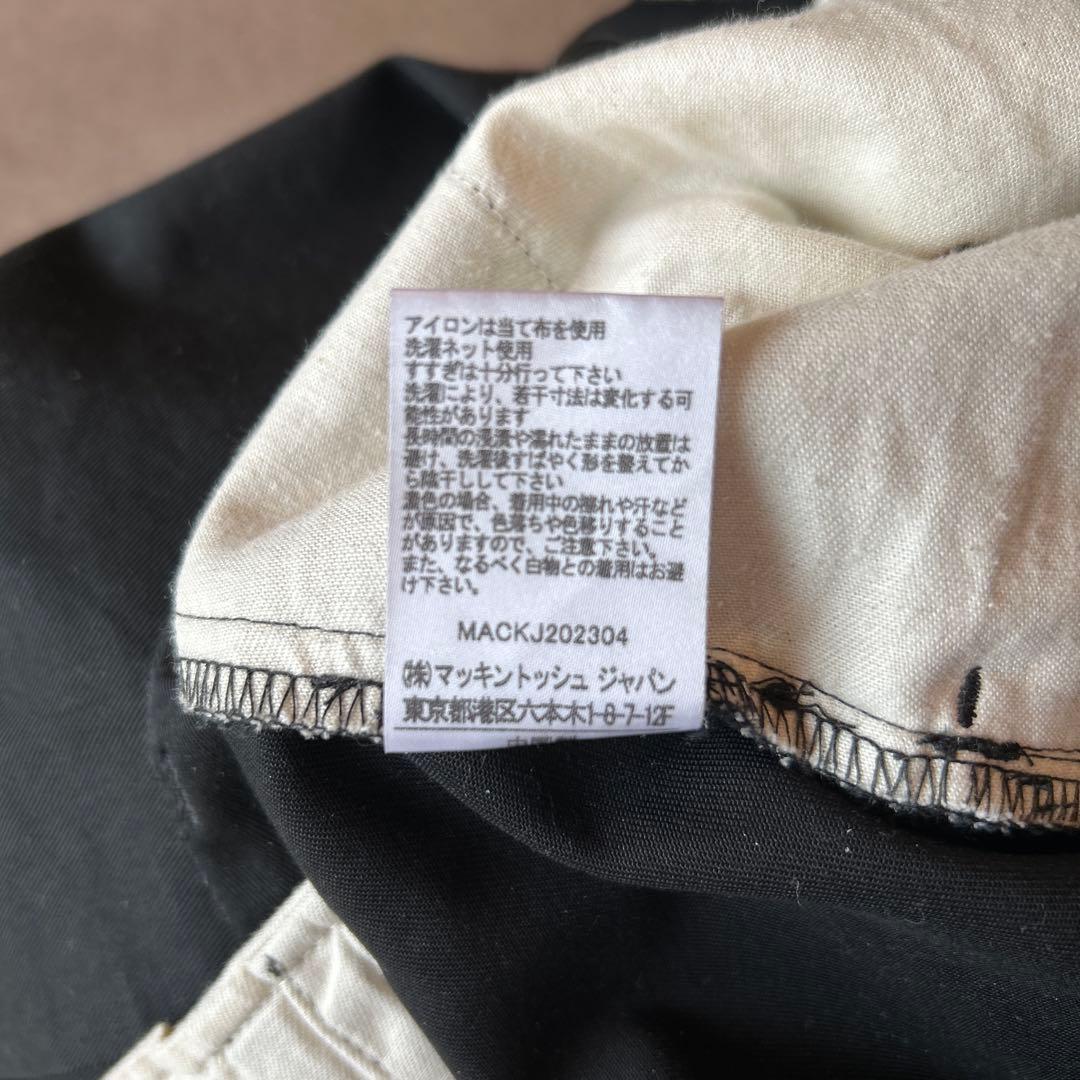 アイロンは当て布を使用
洗濯ネット使用
すすぎは十分行って下さい
洗濯により、若干寸法は変化する可
能性があります
長時間の浸漬や濡れたままの放置は
避け、洗濯後すばやく形を整えてか
ら陰干しして下さい
濃色の場合、着用中の擦れや汗など
が原因で、色落ちや色移りすること
がありますので、ご注意下さい。
また、なるべく白物との着用はお避
け下さい。
MACKJ202304
(株)マッキントッシュ ジャパン
東京都港区六本木1-8-7-12F